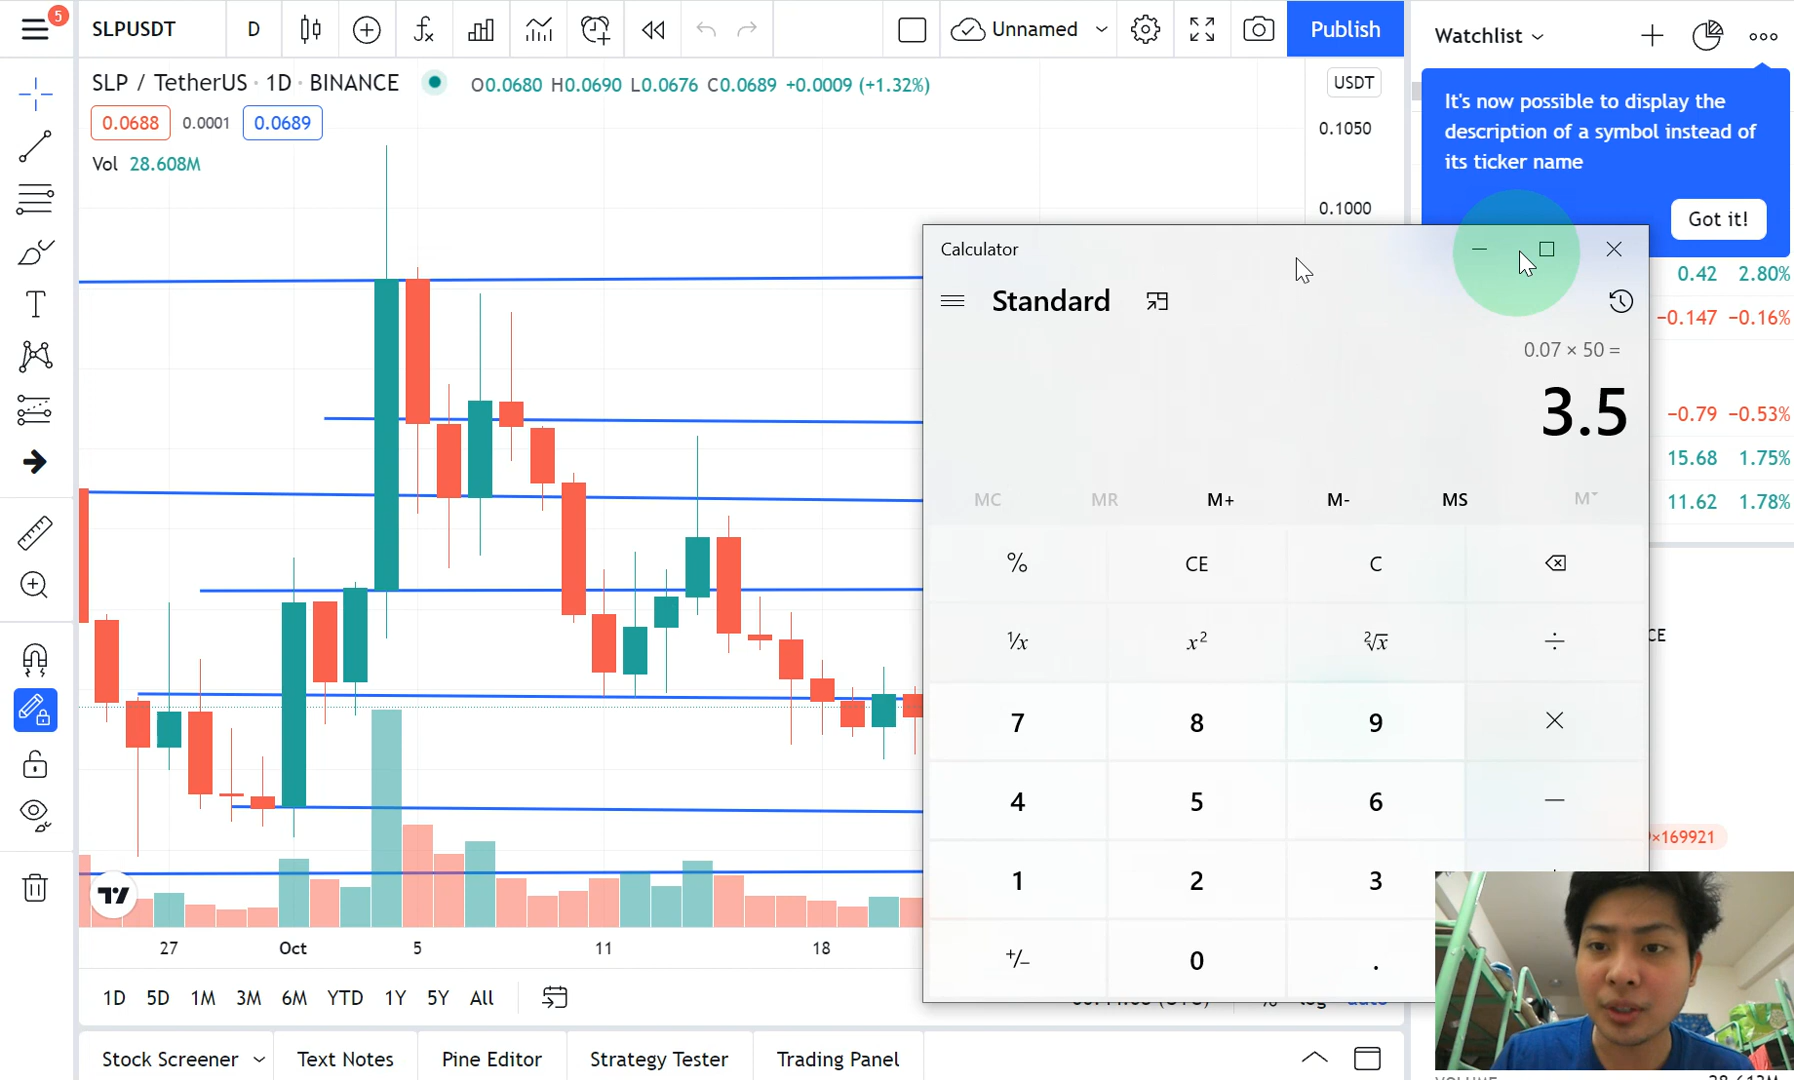 5
SLPUSDT
D
Unnamed
Publish
Watchlist
SLP / TetherUS · 1D · BINANCE
O0.0680 H0.0690 L0.0676 C0.0689 +0.0009 (+1.32%)
0.0688
0.0001
0.0689
Vol 28.608M
USDT
0.1050
0.1000
It's now possible to display the
description of a symbol instead of
its ticker name
Got it!
0.42 2.80%
−0.147 −0.16%
−0.79 −0.53%
15.68 1.75%
11.62 1.78%
CE
×169921
Calculator
Standard
0.07 × 50 =
3.5
MC MR M+ M- MS M˅
% CE C
⅟x x² ²√x ÷
7 8 9 ×
4 5 6 −
1 2 3
+/− 0 .
27 Oct 5 11 18
1D 5D 1M 3M 6M YTD 1Y 5Y All
Stock Screener
Text Notes
Pine Editor
Strategy Tester
Trading Panel